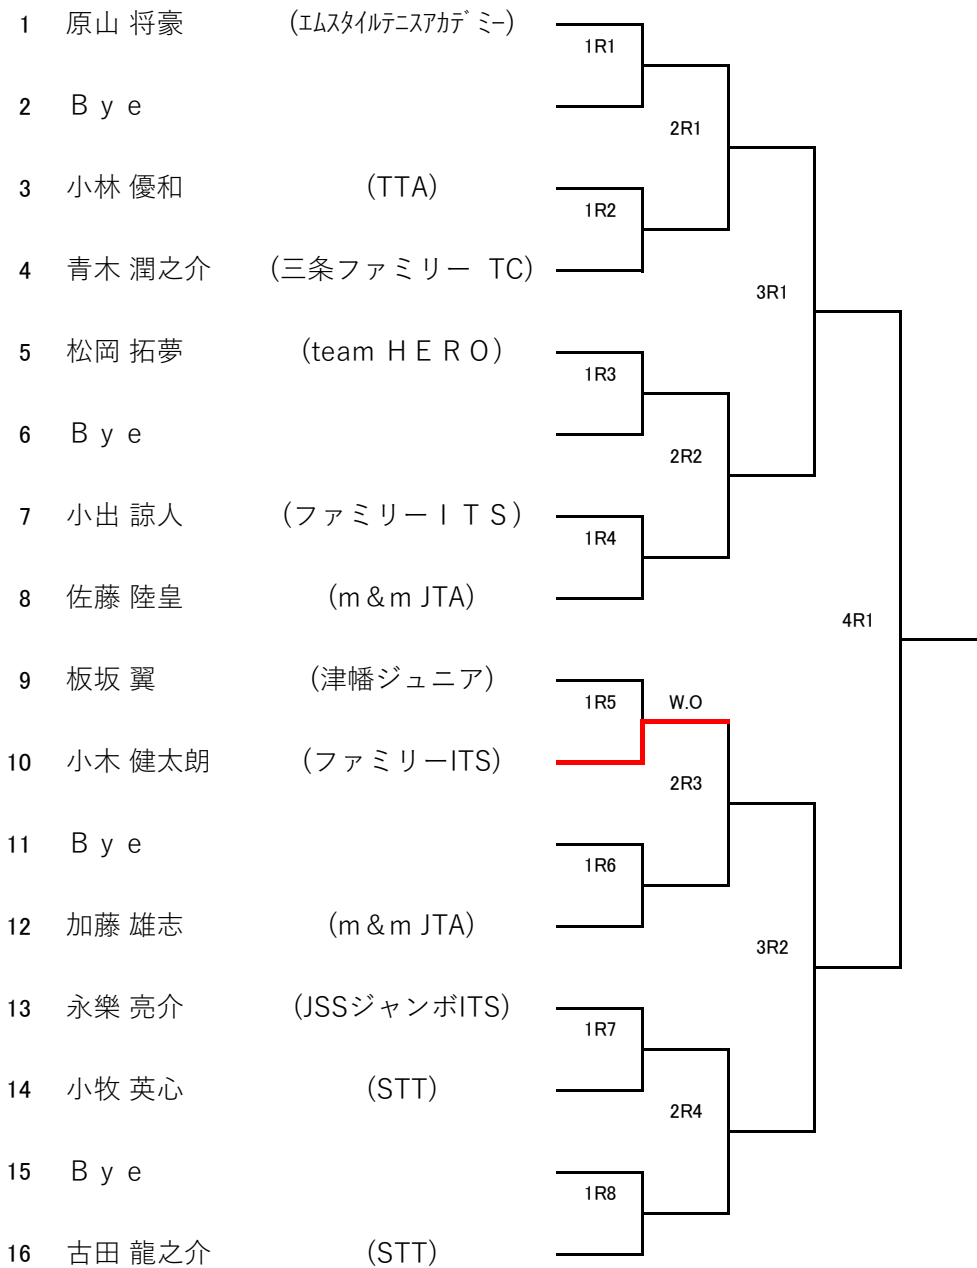 1 原山 将豪 (エムスタイルテニスアカデミー)
1R1
2 Ｂｙｅ
2R1
3 小林 優和 (TTA)
1R2
4 青木 潤之介 (三条ファミリー TC)
3R1
5 松岡 拓夢 (team ＨＥＲＯ)
1R3
6 Ｂｙｅ
2R2
7 小出 諒人 (ファミリーＩＴＳ)
1R4
8 佐藤 陸皇 (m＆m JTA)
4R1
9 板坂 翼 (津幡ジュニア)
1R5 W.O
10 小木 健太朗 (ファミリーITS)
2R3
11 Ｂｙｅ
1R6
12 加藤 雄志 (m＆m JTA)
3R2
13 永樂 亮介 (JSSジャンボITS)
1R7
14 小牧 英心 (STT)
2R4
15 Ｂｙｅ
1R8
16 古田 龍之介 (STT)